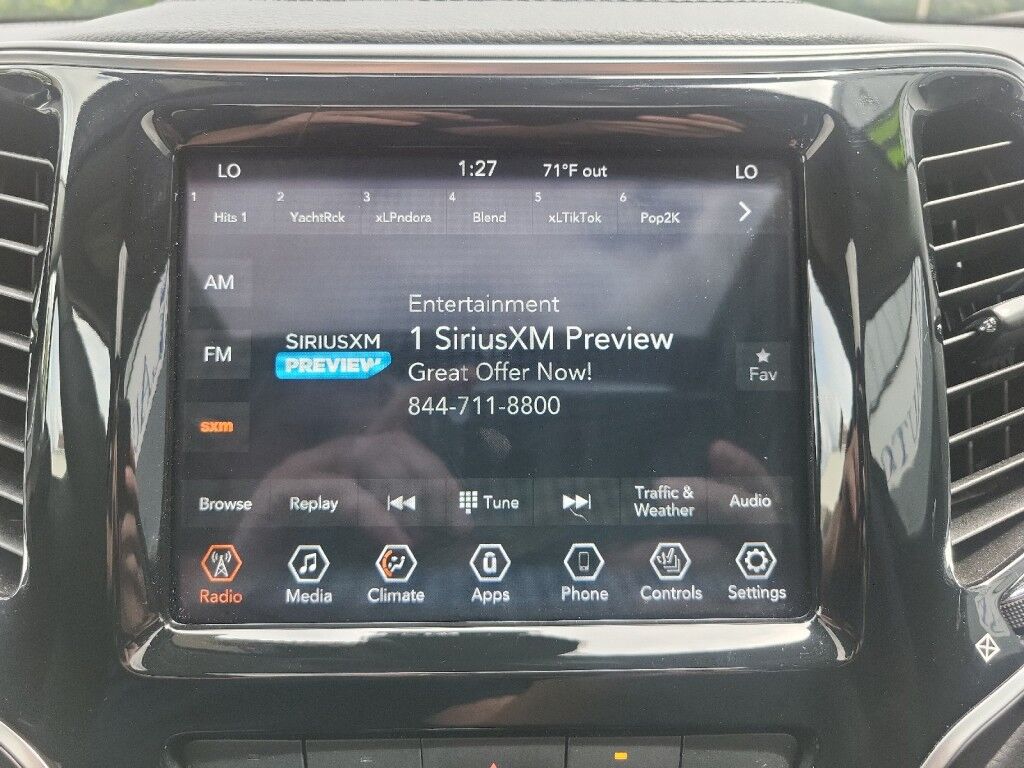 LO 1:27 71°F out LO
1 Hits 1 2 YachtRck 3 xLPndora 4 Blend 5 xLTikTok 6 Pop2K
AM
FM
sxm
SIRIUSXM
PREVIEW
Entertainment
1 SiriusXM Preview
Great Offer Now!
844-711-8800
Fav
Browse Replay Tune Traffic & Weather Audio
Radio Media Climate Apps Phone Controls Settings